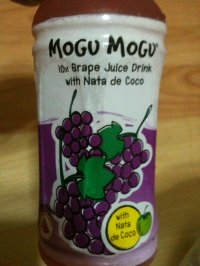 MOGU MOGU
10% Grape Juice Drink
with Nata de Coco
with
Nata
de Coco